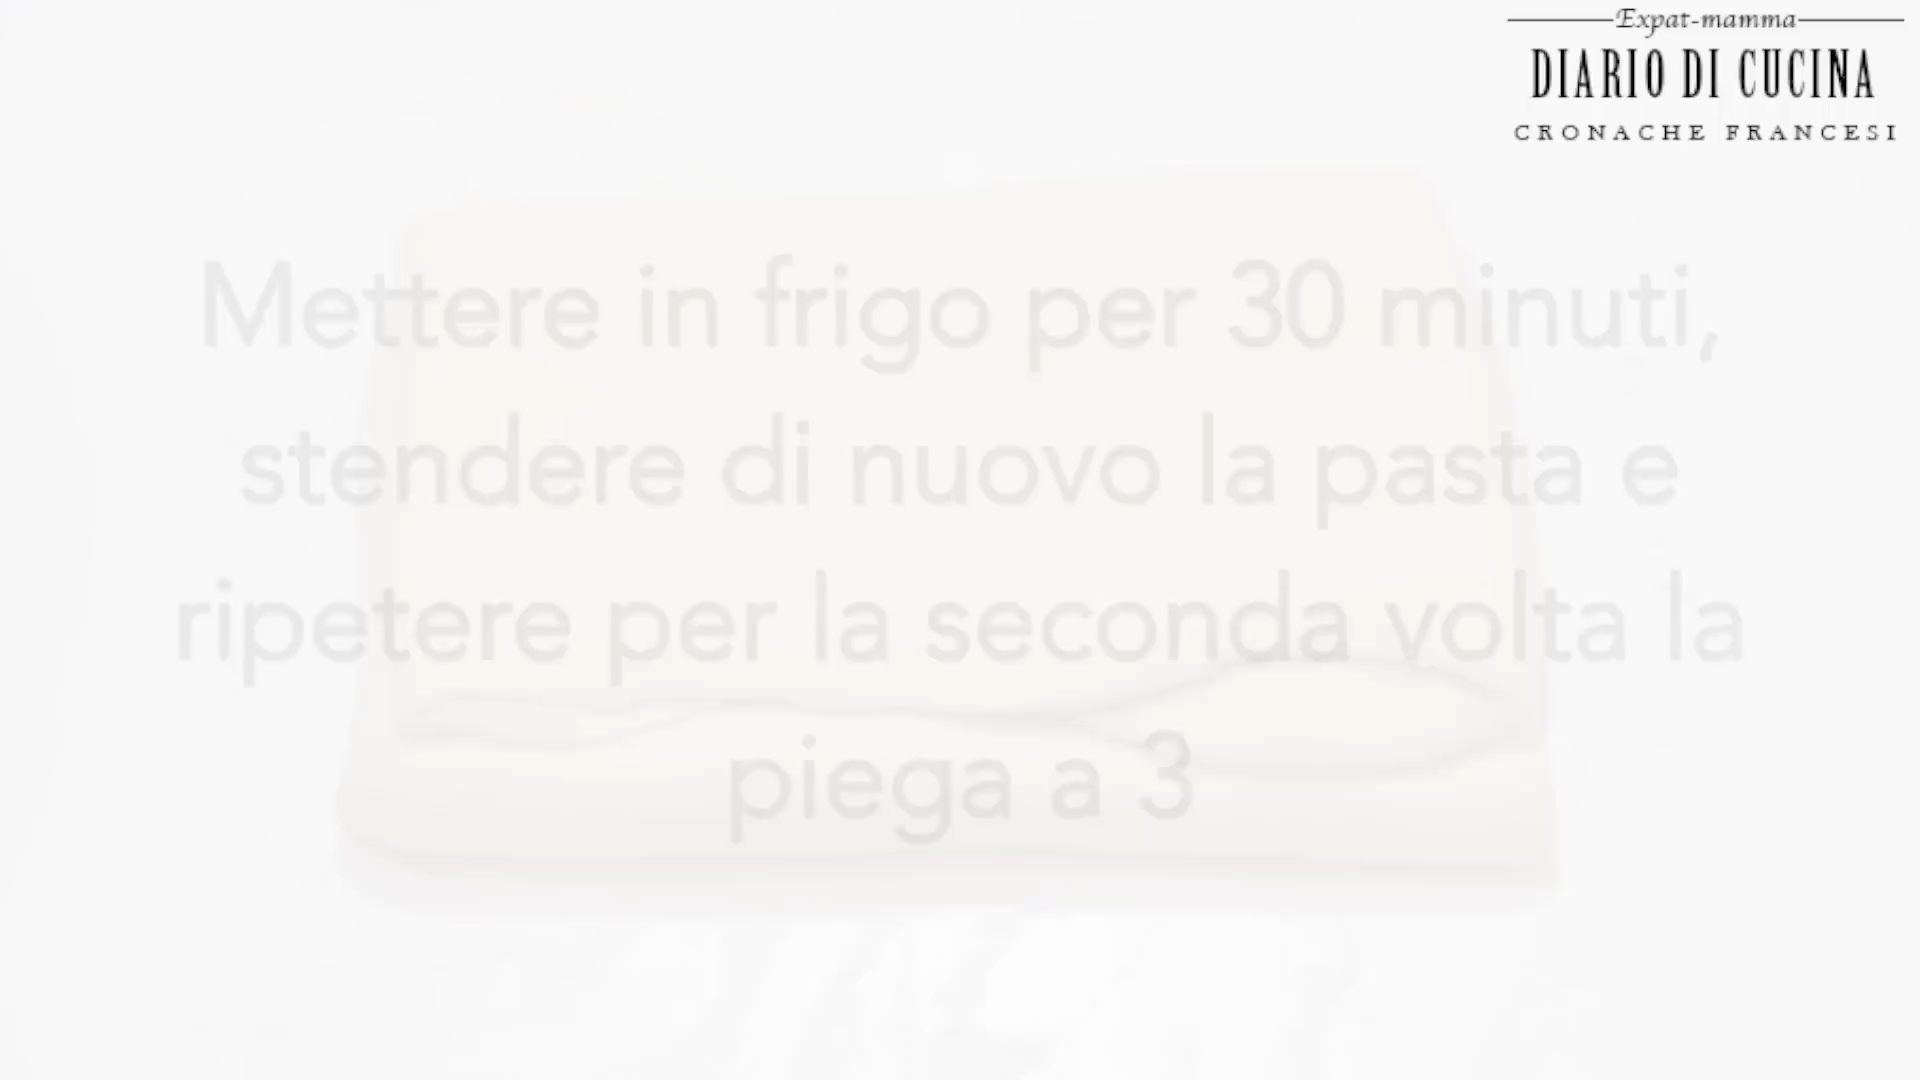 Expat-mamma
DIARIO DI CUCINA
CRONACHE FRANCESI
Mettere in frigo per 30 minuti,
stendere di nuovo la pasta e
ripetere per la seconda volta la
piega a 3